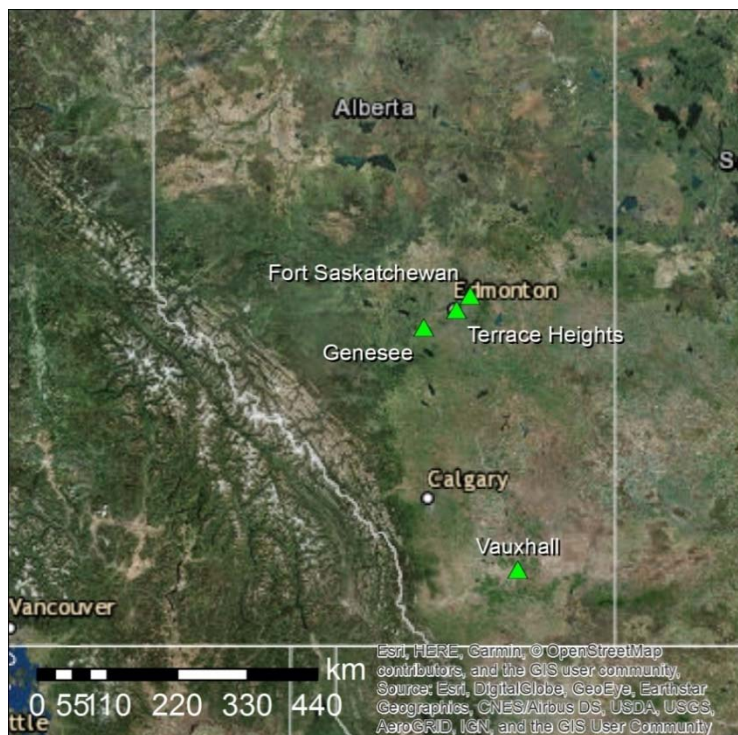 Alberta
S
Fort Saskatchewan
Edmonton
Terrace Heights
Genesee
Calgary
Vauxhall
Vancouver
km
0 55110 220 330 440
ttle
Esri, HERE, Garmin, © OpenStreetMap
contributors, and the GIS user community,
Source: Esri, DigitalGlobe, GeoEye, Earthstar
Geographics, CNES/Airbus DS, USDA, USGS,
AeroGRID, IGN, and the GIS User Community